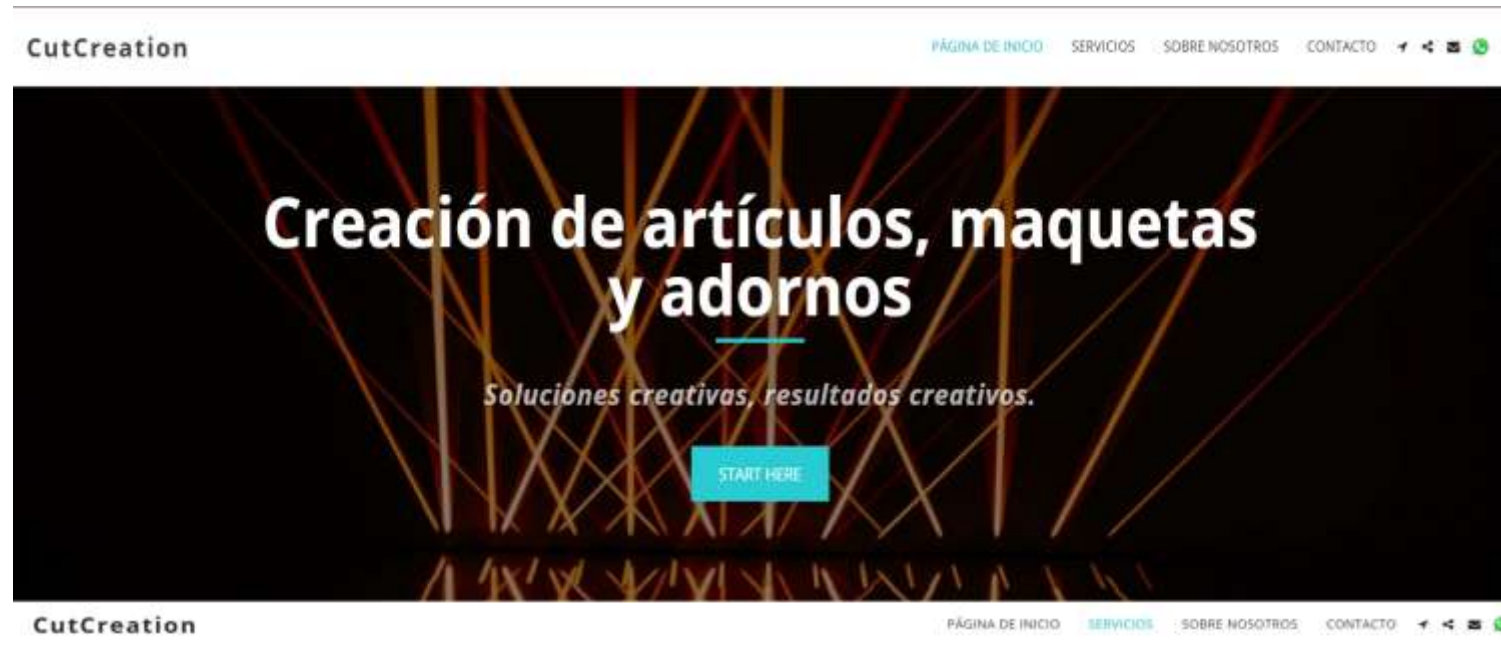 CutCreation
PÁGINA DE INICIO SERVICIOS SOBRE NOSOTROS CONTACTO
Creación de artículos, maquetas
y adornos
Soluciones creativas, resultados creativos.
START HERE
CutCreation
PÁGINA DE INICIO SERVICIOS SOBRE NOSOTROS CONTACTO